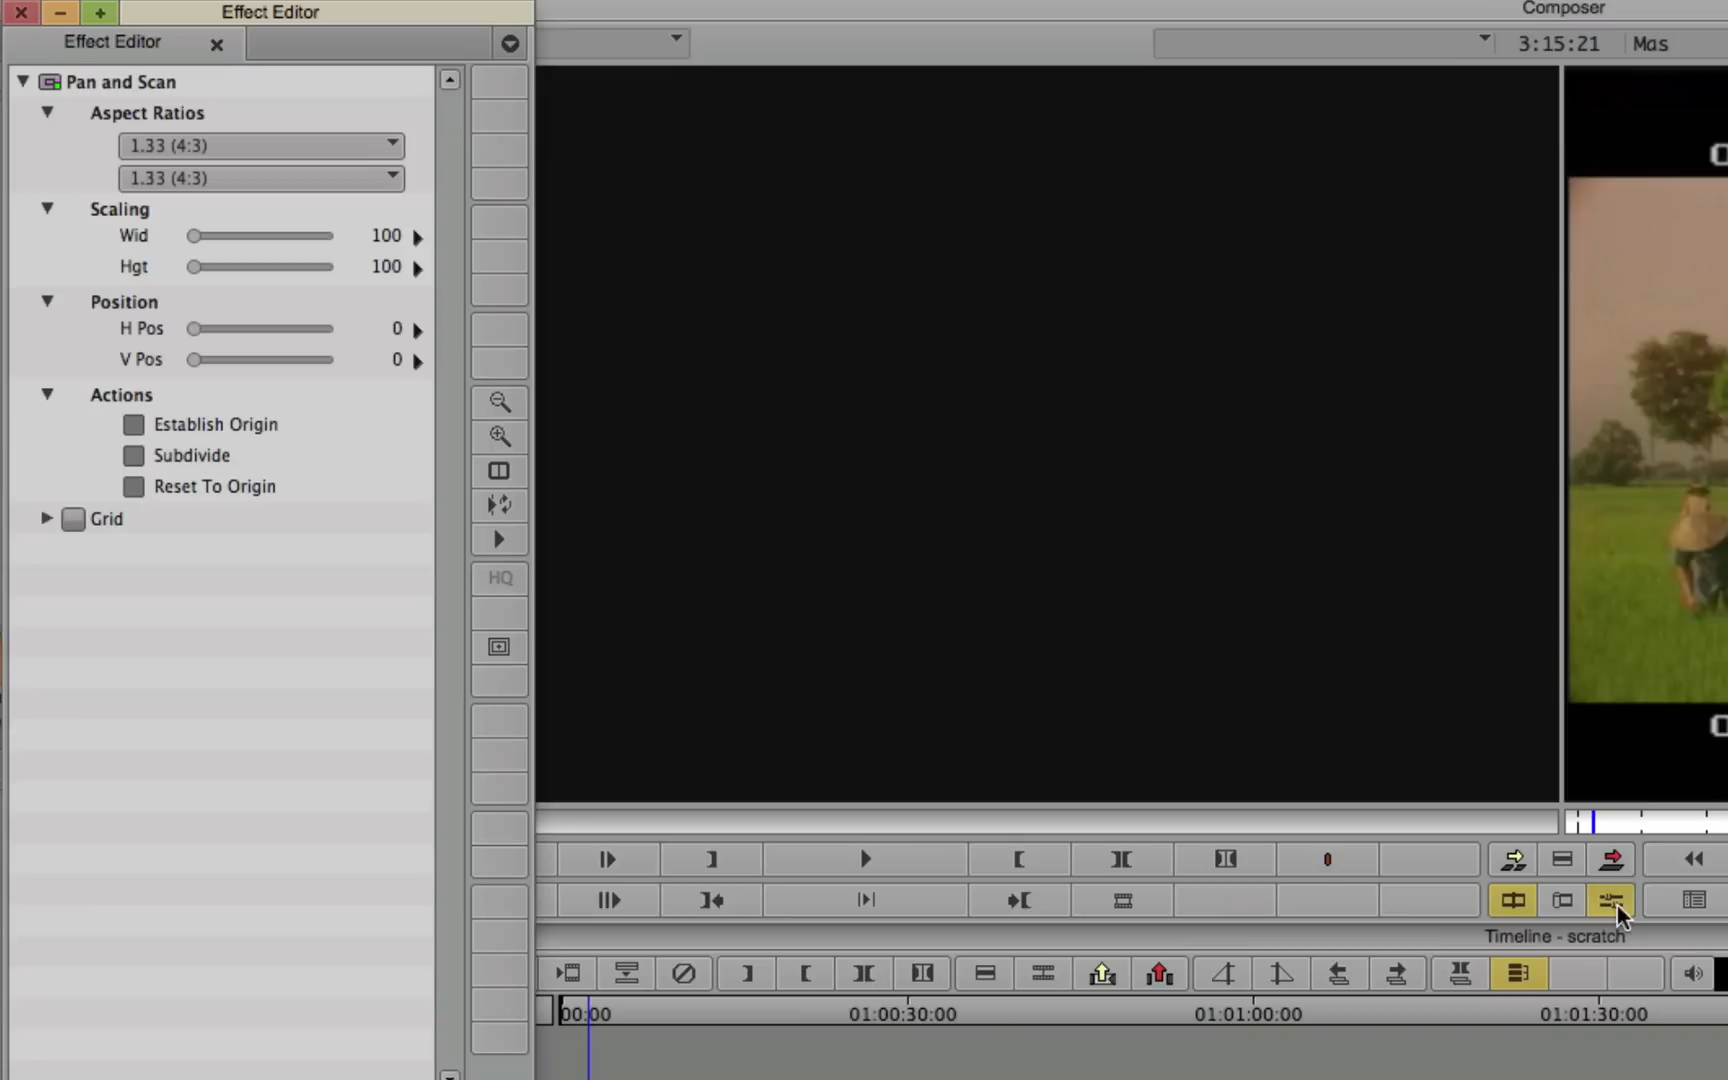 Effect Editor
Composer
Effect Editor
3:15:21
Mas
Pan and Scan
Aspect Ratios
1.33 (4:3)
1.33 (4:3)
Scaling
Wid 100
Hgt 100
Position
H Pos 0
V Pos 0
Actions
Establish Origin
Subdivide
Reset To Origin
Grid
HQ
Timeline - scratch
00:00
01:00:30:00
01:01:00:00
01:01:30:00